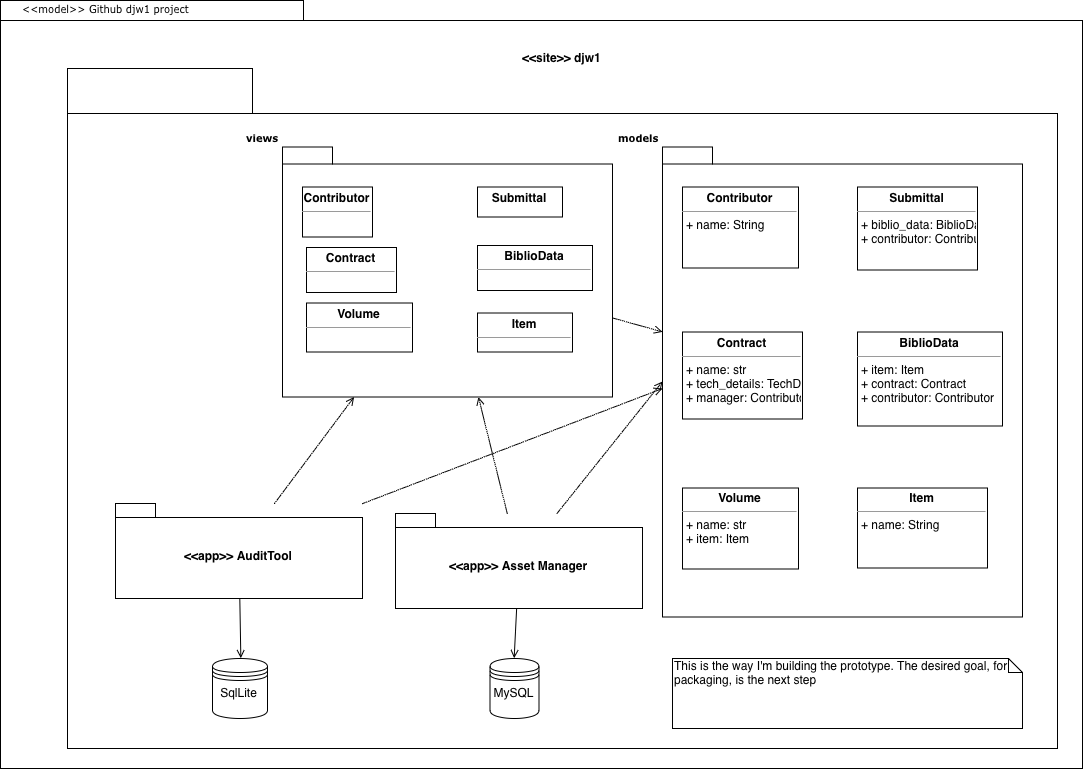 <<model>> Github djw1 project
<<site>> djw1
views
models
Contributor
Submittal
Contract
BiblioData
Volume
Item
Contributor
+ name: String
Submittal
+ biblio_data: BiblioDa
+ contributor: Contribu
Contract
+ name: str
+ tech_details: TechD
+ manager: Contributo
BiblioData
+ item: Item
+ contract: Contract
+ contributor: Contributor
Volume
+ name: str
+ item: Item
Item
+ name: String
<<app>> AuditTool
<<app>> Asset Manager
SqlLite
MySQL
This is the way I'm building the prototype. The desired goal, for
packaging, is the next step